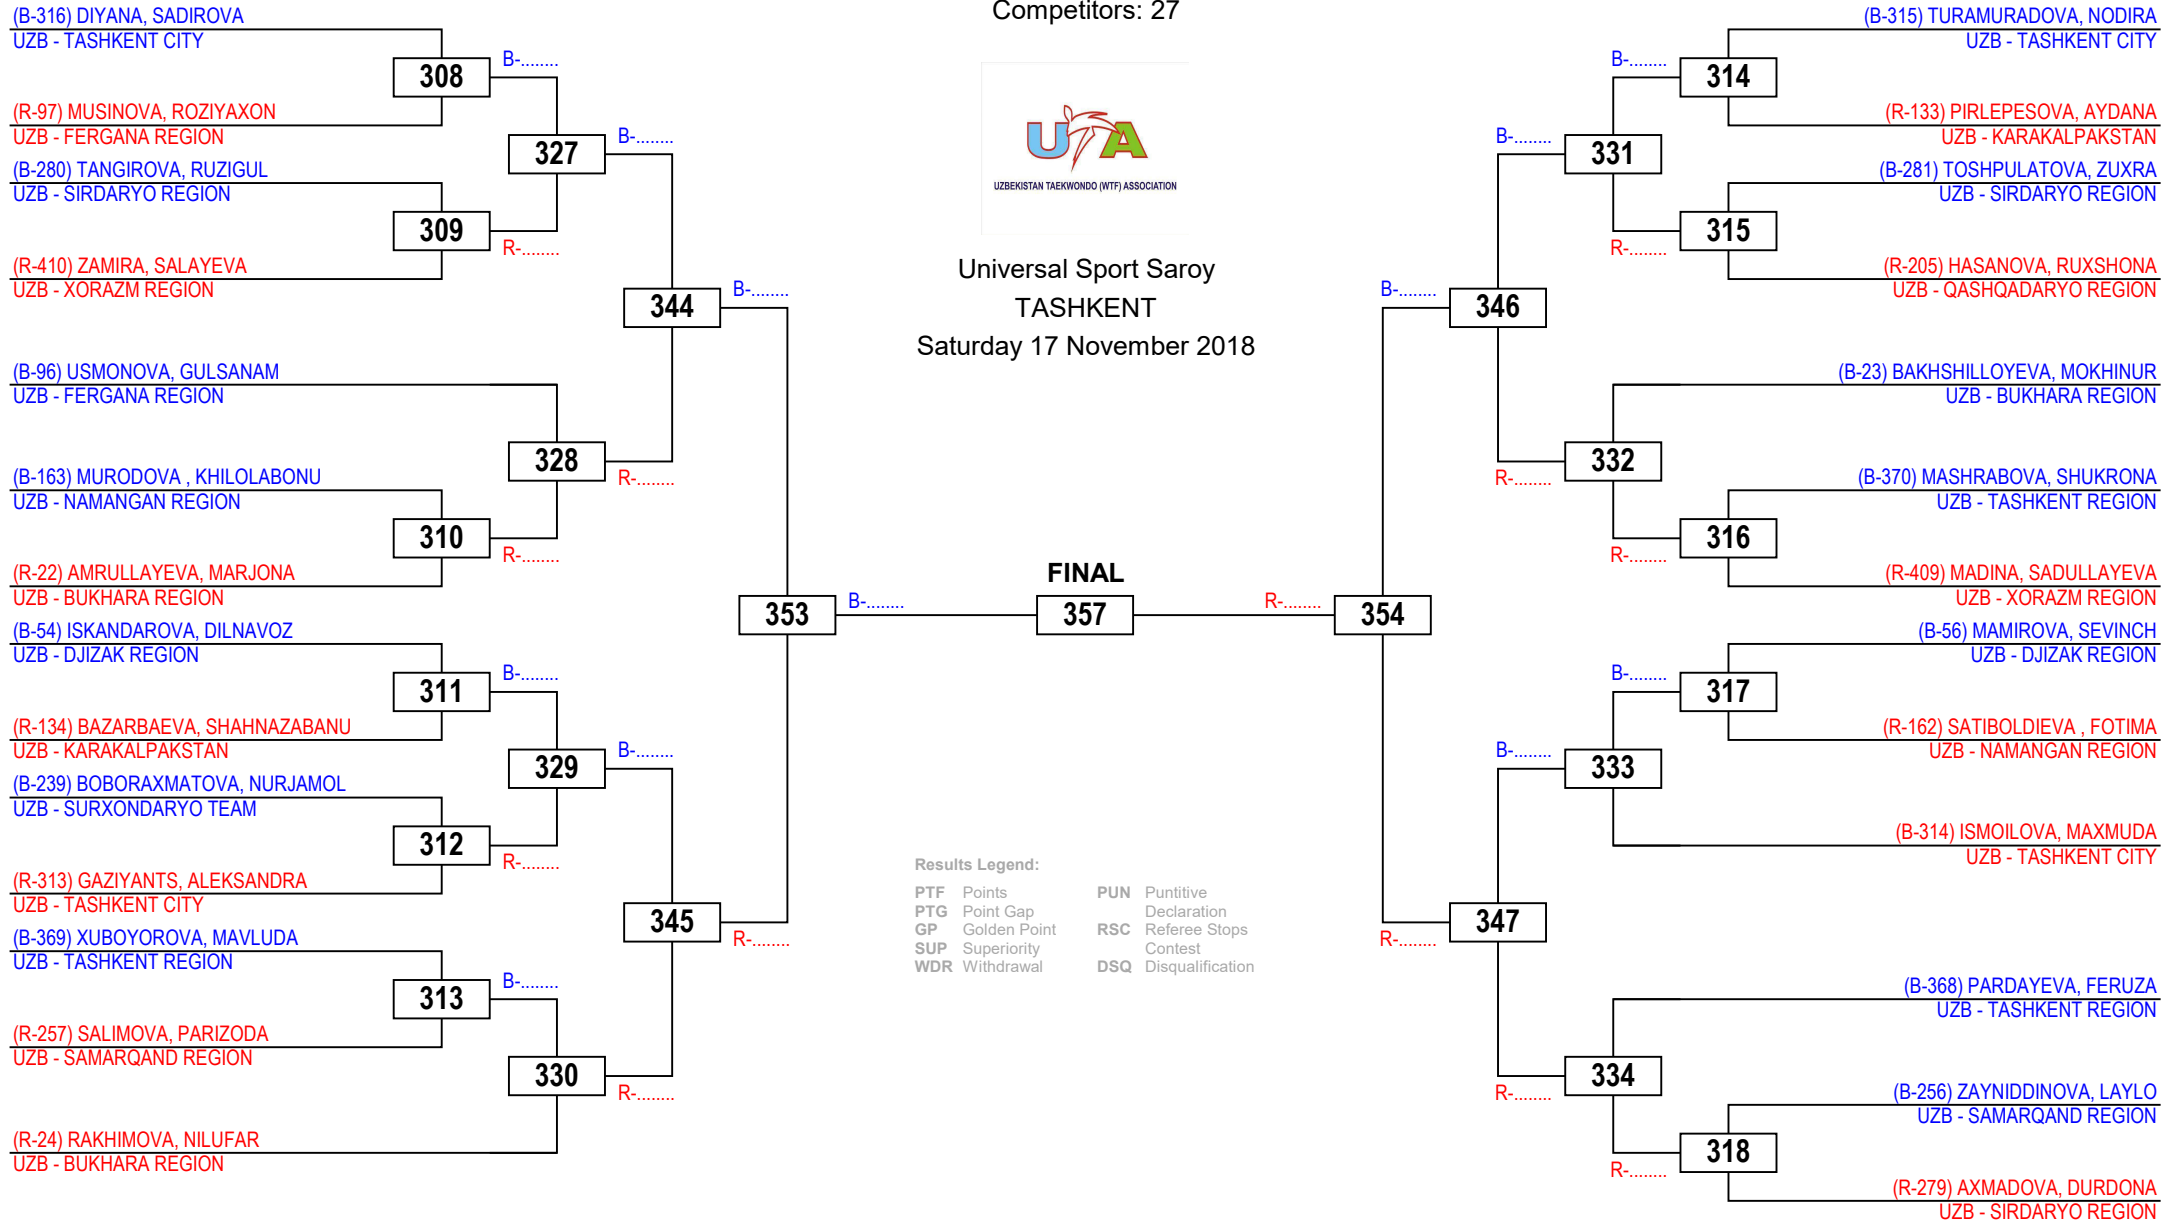 Competitors: 27
UTA
UZBEKISTAN TAEKWONDO (WTF) ASSOCIATION
Universal Sport Saroy
TASHKENT
Saturday 17 November 2018
(B-316) DIYANA, SADIROVA
UZB - TASHKENT CITY
308
B-........
(R-97) MUSINOVA, ROZIYAXON
UZB - FERGANA REGION
327
B-........
(B-280) TANGIROVA, RUZIGUL
UZB - SIRDARYO REGION
309
R-........
(R-410) ZAMIRA, SALAYEVA
UZB - XORAZM REGION
344
B-........
(B-96) USMONOVA, GULSANAM
UZB - FERGANA REGION
328
R-........
(B-163) MURODOVA , KHILOLABONU
UZB - NAMANGAN REGION
310
R-........
(R-22) AMRULLAYEVA, MARJONA
UZB - BUKHARA REGION
353
B-........
(B-54) ISKANDAROVA, DILNAVOZ
UZB - DJIZAK REGION
311
B-........
(R-134) BAZARBAEVA, SHAHNAZABANU
UZB - KARAKALPAKSTAN
329
B-........
(B-239) BOBORAXMATOVA, NURJAMOL
UZB - SURXONDARYO TEAM
312
R-........
(R-313) GAZIYANTS, ALEKSANDRA
UZB - TASHKENT CITY
345
R-........
(B-369) XUBOYOROVA, MAVLUDA
UZB - TASHKENT REGION
313
B-........
(R-257) SALIMOVA, PARIZODA
UZB - SAMARQAND REGION
330
R-........
(R-24) RAKHIMOVA, NILUFAR
UZB - BUKHARA REGION
FINAL
357
Results Legend:
PTF Points
PTG Point Gap
GP Golden Point
SUP Superiority
WDR Withdrawal
PUN Puntitive
Declaration
RSC Referee Stops
Contest
DSQ Disqualification
(B-315) TURAMURADOVA, NODIRA
UZB - TASHKENT CITY
B-........
314
(R-133) PIRLEPESOVA, AYDANA
UZB - KARAKALPAKSTAN
B-........
331
(B-281) TOSHPULATOVA, ZUXRA
UZB - SIRDARYO REGION
R-........
315
(R-205) HASANOVA, RUXSHONA
UZB - QASHQADARYO REGION
B-........
346
(B-23) BAKHSHILLOYEVA, MOKHINUR
UZB - BUKHARA REGION
R-........
332
(B-370) MASHRABOVA, SHUKRONA
UZB - TASHKENT REGION
R-........
316
(R-409) MADINA, SADULLAYEVA
UZB - XORAZM REGION
R-........
354
(B-56) MAMIROVA, SEVINCH
UZB - DJIZAK REGION
B-........
317
(R-162) SATIBOLDIEVA , FOTIMA
UZB - NAMANGAN REGION
B-........
333
(B-314) ISMOILOVA, MAXMUDA
UZB - TASHKENT CITY
R-........
347
(B-368) PARDAYEVA, FERUZA
UZB - TASHKENT REGION
R-........
334
(B-256) ZAYNIDDINOVA, LAYLO
UZB - SAMARQAND REGION
R-........
318
(R-279) AXMADOVA, DURDONA
UZB - SIRDARYO REGION